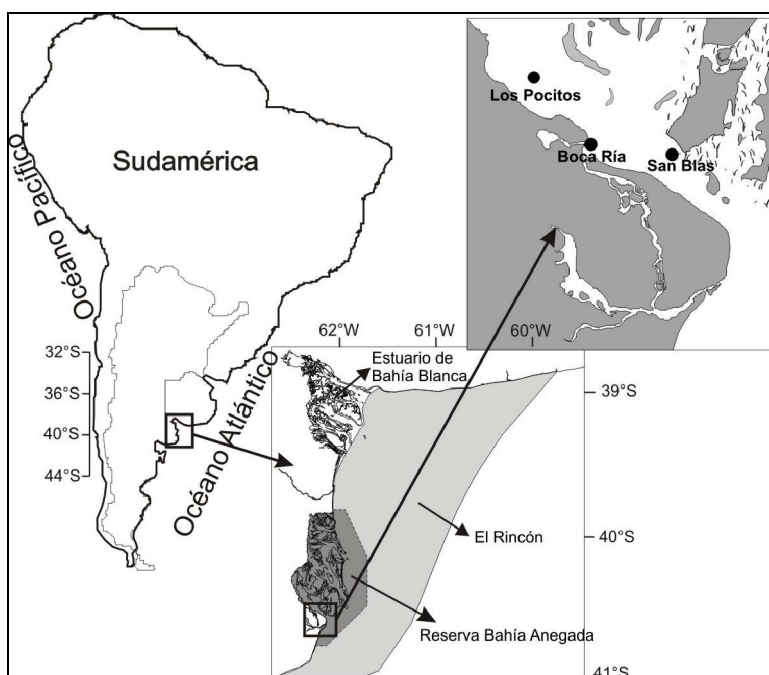 Sudamérica
Océano Pacífico
Océano Atlántico
32°S
36°S
40°S
44°S
Los Pocitos
Boca Ría
San Blas
62°W
61°W
60°W
Estuario de
Bahía Blanca
39°S
40°S
El Rincón
Reserva Bahía Anegada
41°S